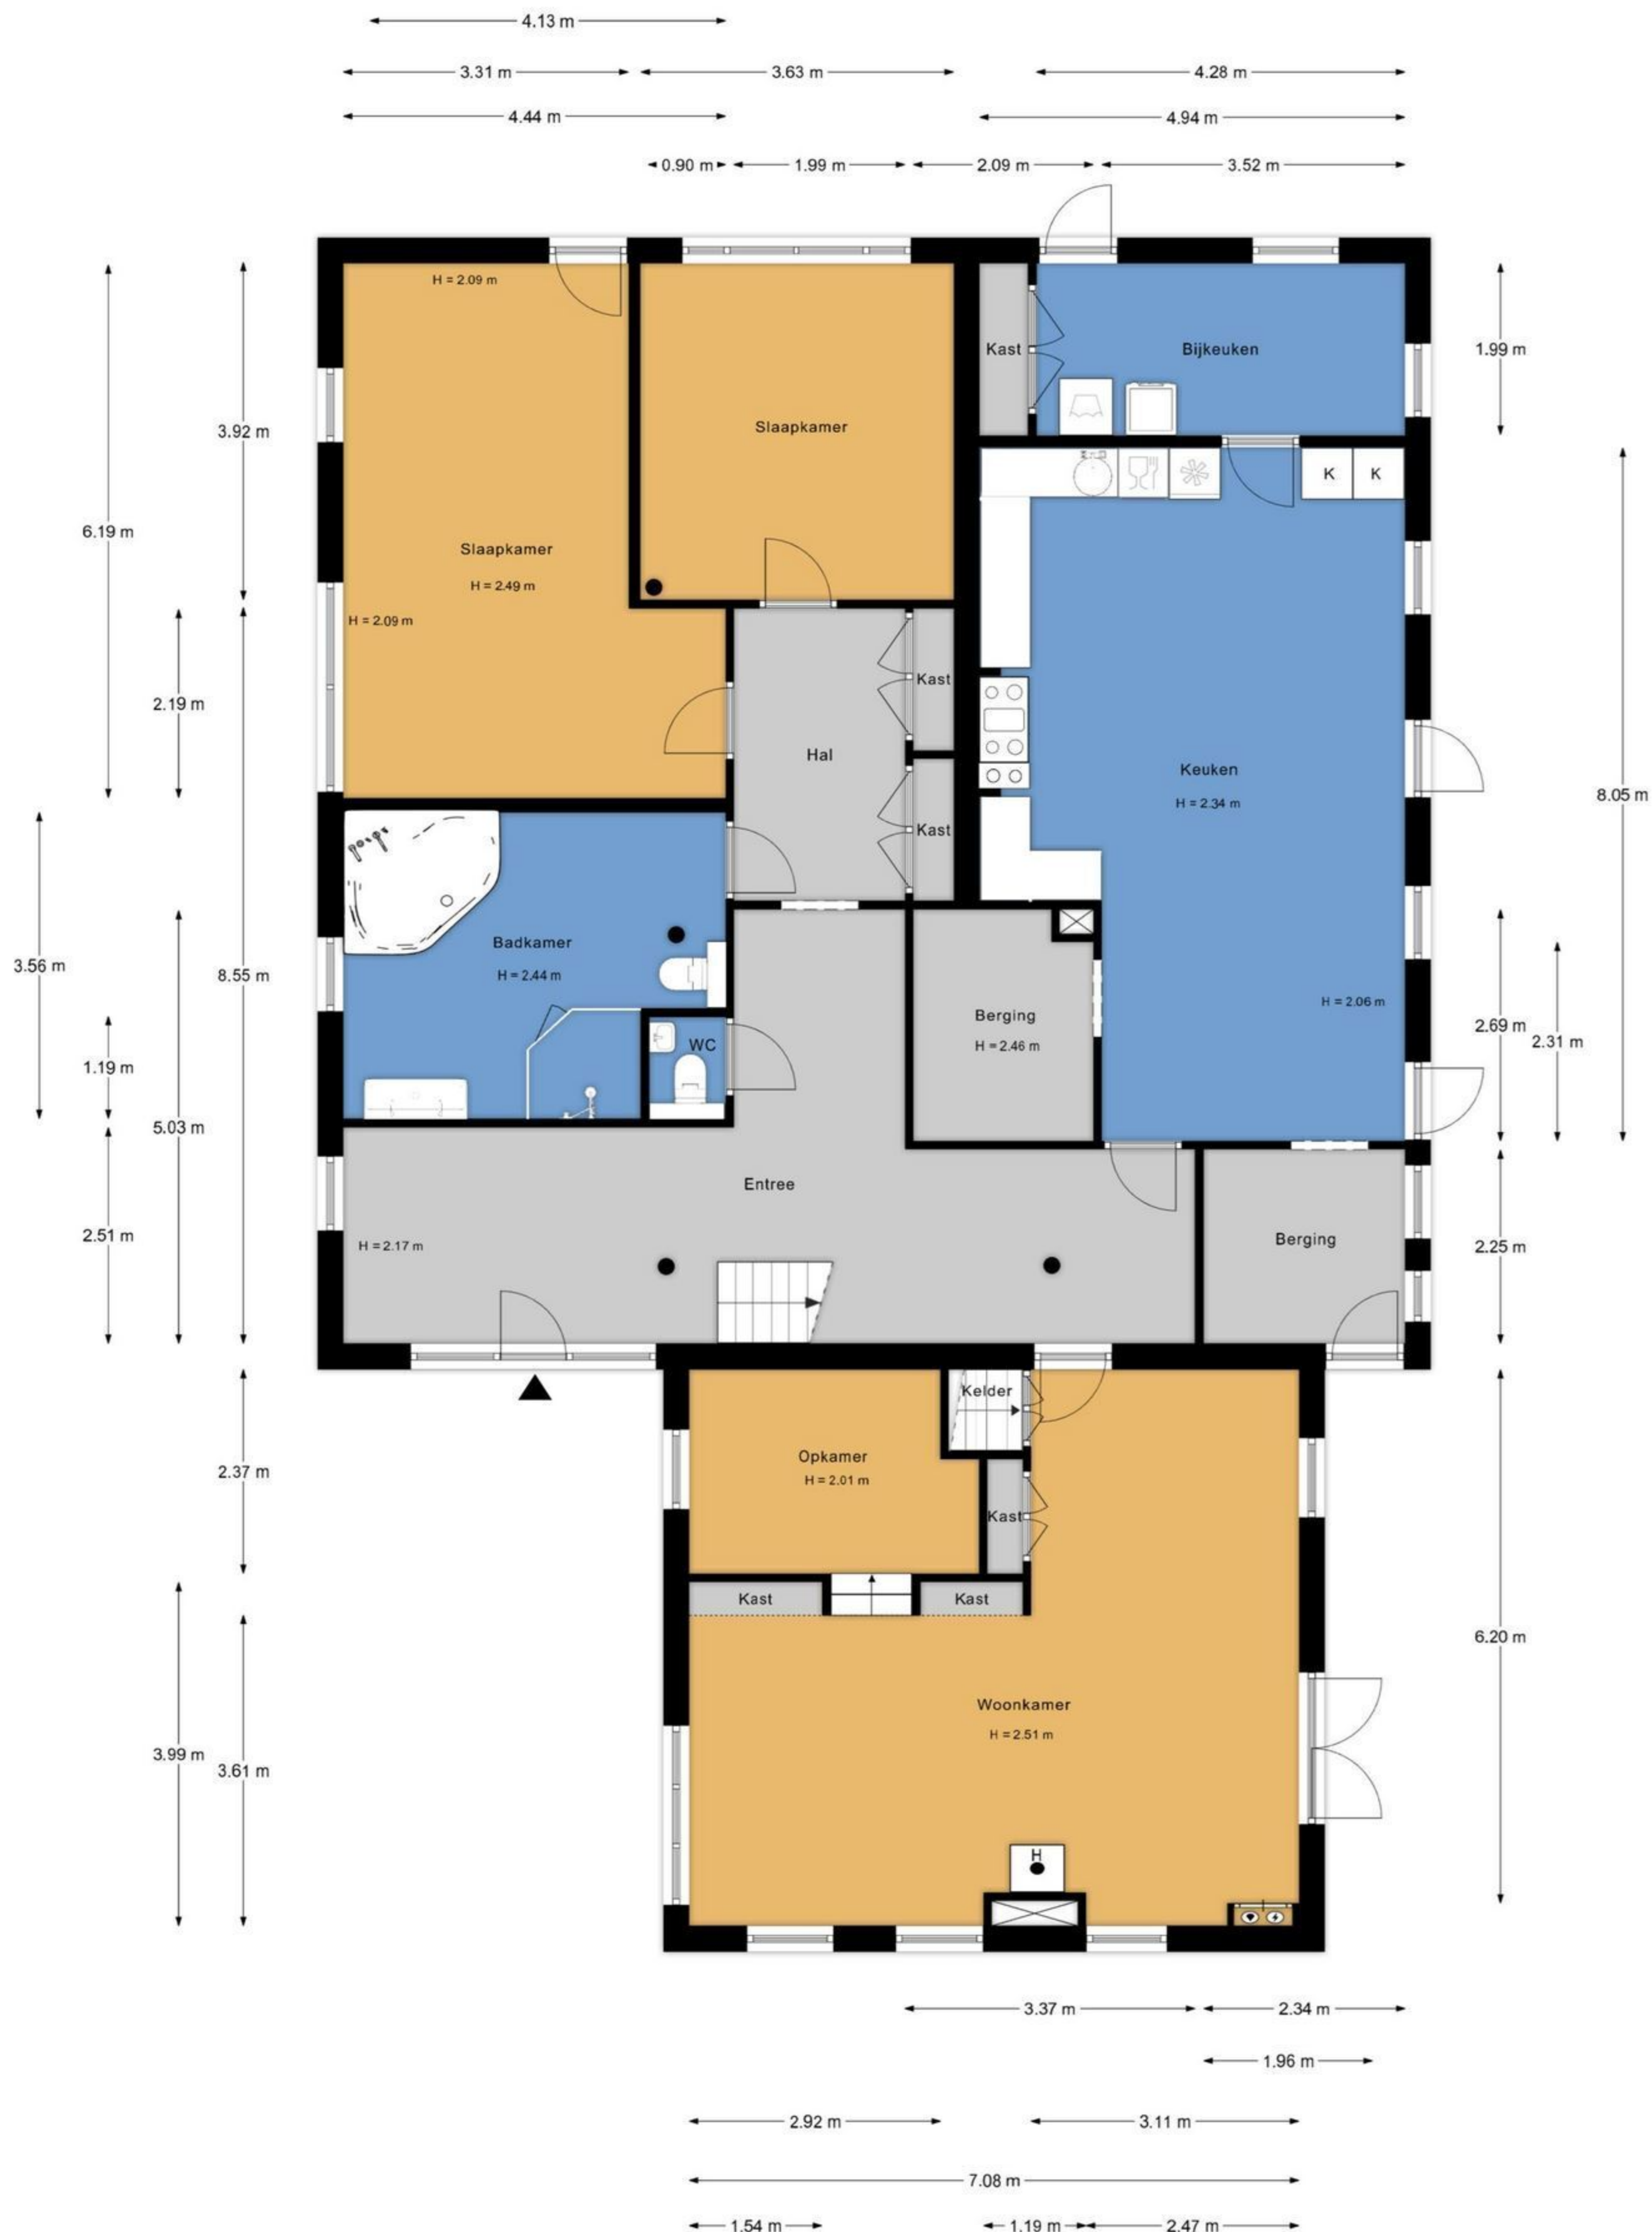 4.13 m
3.31 m
3.63 m
4.28 m
4.44 m
4.94 m
0.90 m
1.99 m
2.09 m
3.52 m
H = 2.09 m
Kast
Bijkeuken
1.99 m
Slaapkamer
3.92 m
K
K
6.19 m
Slaapkamer
H = 2.49 m
H = 2.09 m
Kast
2.19 m
Hal
Keuken
H = 2.34 m
8.05 m
Kast
Badkamer
H = 2.44 m
3.56 m
8.55 m
H = 2.06 m
Berging
H = 2.46 m
2.69 m
2.31 m
WC
1.19 m
5.03 m
Entree
2.51 m
H = 2.17 m
Berging
2.25 m
Kelder
Opkamer
H = 2.01 m
2.37 m
Kast
Kast
Kast
6.20 m
Woonkamer
H = 2.51 m
3.99 m
3.61 m
H
3.37 m
2.34 m
1.96 m
2.92 m
3.11 m
7.08 m
1.54 m
1.19 m
2.47 m